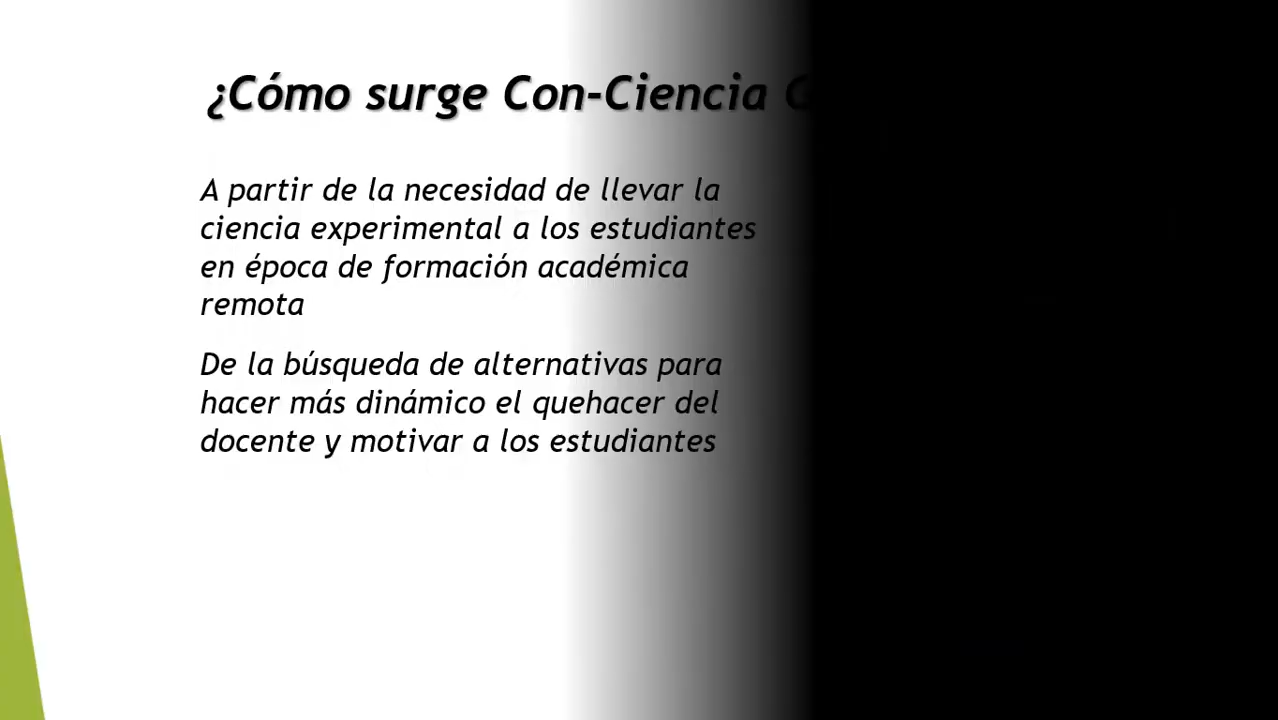 ¿Cómo surge Con-Ciencia
A partir de la necesidad de llevar la
ciencia experimental a los estudiantes
en época de formación académica
remota
De la búsqueda de alternativas para
hacer más dinámico el quehacer del
docente y motivar a los estudiantes